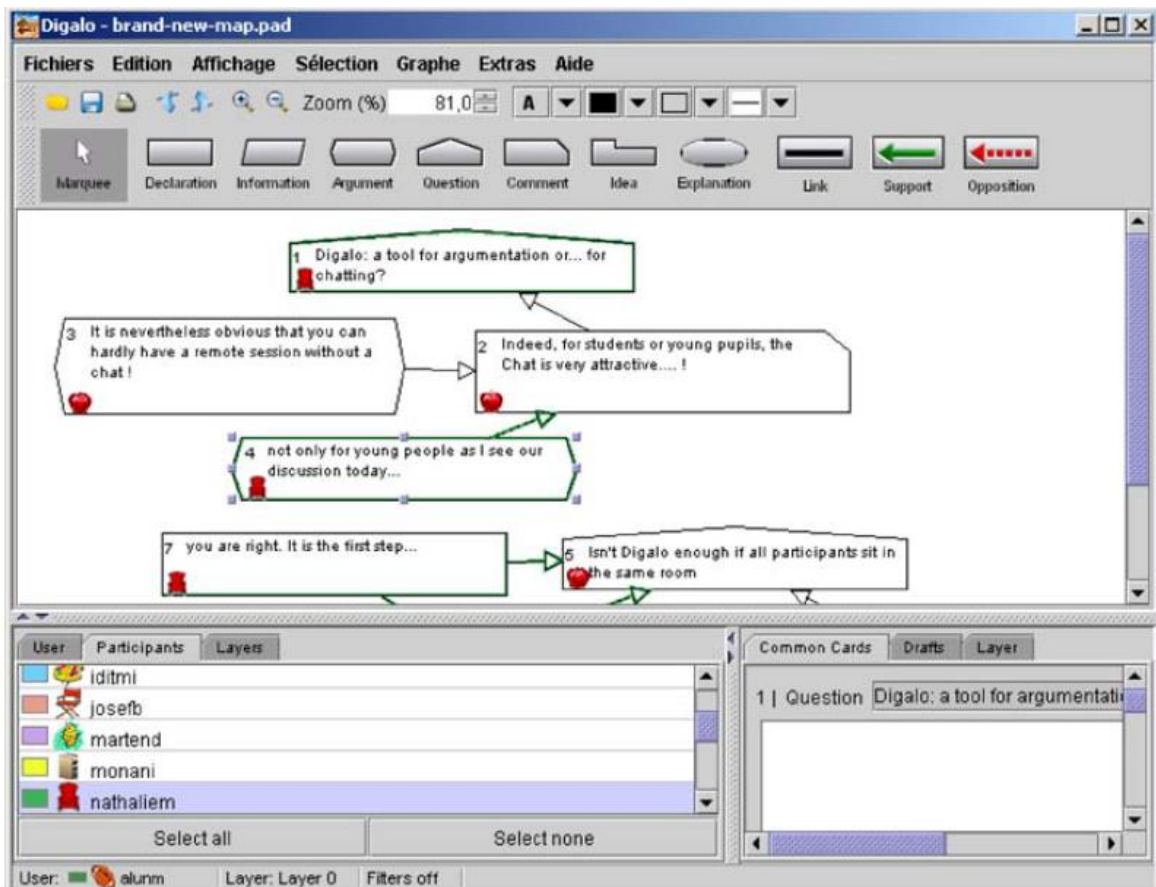 Digalo - brand-new-map.pad
Fichiers Edition Affichage Sélection Graphe Extras Aide
Zoom (%) 81,0 A
Marquee Declaration Information Argument Question Comment Idea Explanation Link Support Opposition
1 Digalo: a tool for argumentation or... for
chatting?
3 It is nevertheless obvious that you can
hardly have a remote session without a
chat !
2 Indeed, for students or young pupils, the
Chat is very attractive.... !
4 not only for young people as I see our
discussion today...
7 you are right. It is the first step...
5 Isn't Digalo enough if all participants sit in
the same room
User Participants Layers
iditmi
josefb
martend
monani
nathaliem
Select all Select none
Common Cards Drafts Layer
1 | Question Digalo: a tool for argumentati
User: alunm Layer: Layer 0 Filters off